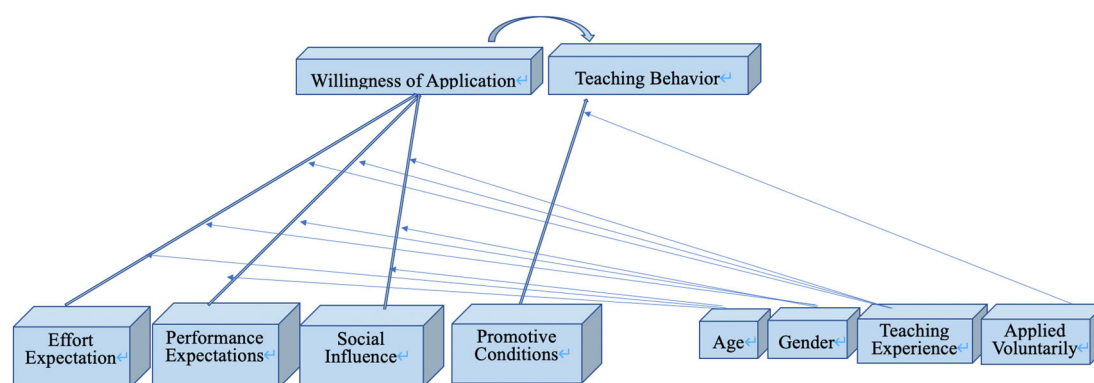 Willingness of Application↵
Teaching Behavior↵
Effort
Expectation↵
Performance
Expectations↵
Social
Influence↵
Promotive
Conditions↵
Age↵
Gender↵
Teaching
Experience↵
Applied
Voluntarily↵